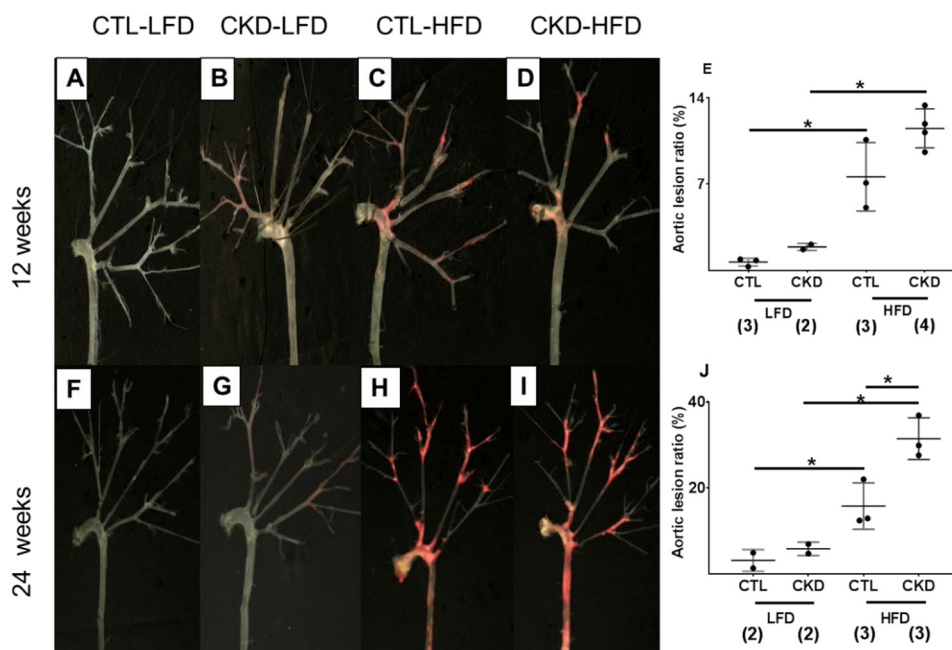 CTL-LFD CKD-LFD CTL-HFD CKD-HFD
12 weeks
A B C D
E
Aortic lesion ratio (%)
14
7
* *
CTL CKD CTL CKD
LFD HFD
(3) (2) (3) (4)
24 weeks
F G H I
J
Aortic lesion ratio (%)
40
20
* * *
CTL CKD CTL CKD
LFD HFD
(2) (2) (3) (3)